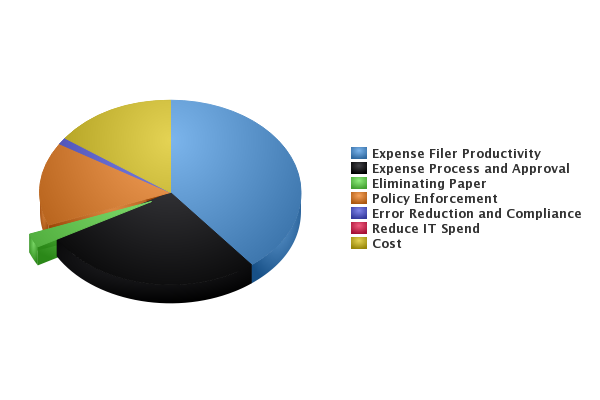 Expense Filer Productivity
Expense Process and Approval
Eliminating Paper
Policy Enforcement
Error Reduction and Compliance
Reduce IT Spend
Cost